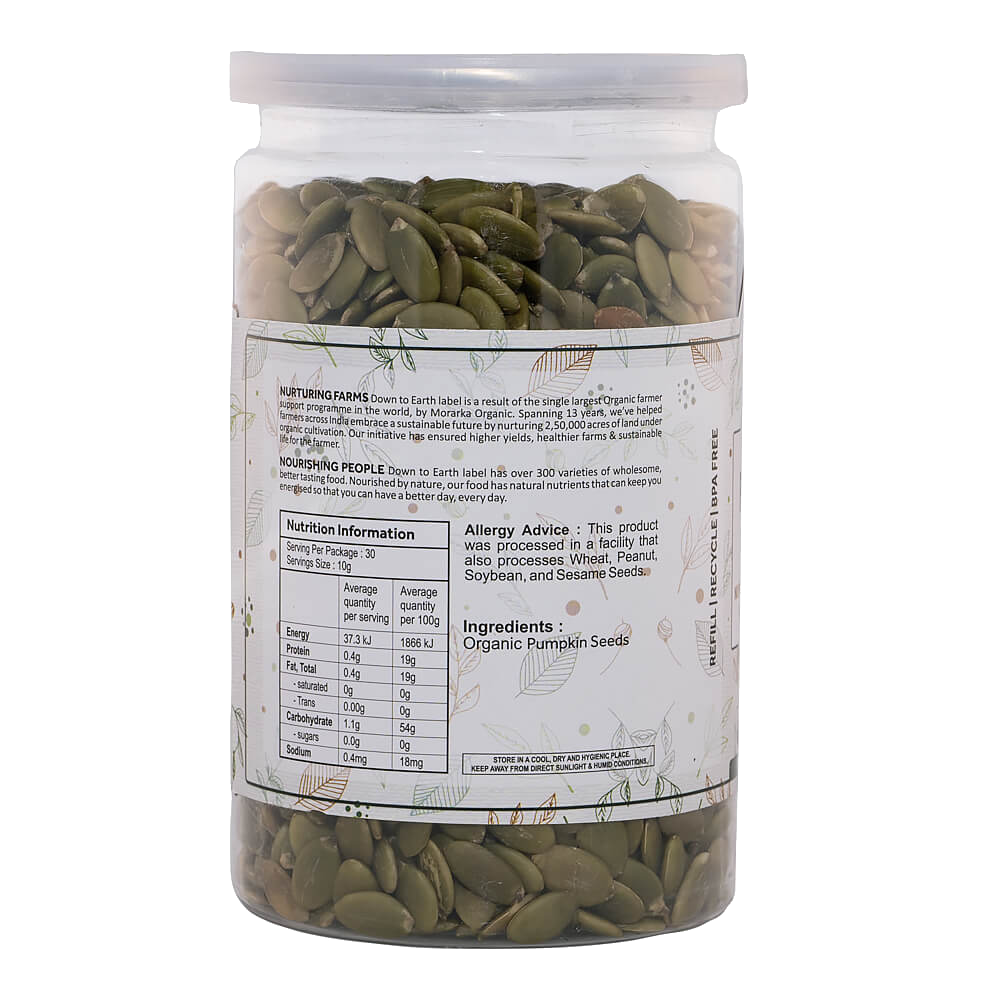 NURTURING FARMS Down to Earth label is a result of the single largest Organic farmer
support programme in the world, by Morarka Organic. Spanning 13 years, we've helped
farmers across India embrace a sustainable future by nurturing 2,50,000 acres of land under
organic cultivation. Our initiative has ensured higher yields, healthier farms & sustainable
life for the farmer.
NOURISHING PEOPLE Down to Earth label has over 300 varieties of wholesome,
better tasting food. Nourished by nature, our food has natural nutrients that can keep you
energised so that you can have a better day, every day.
Nutrition Information
Serving Per Package : 30
Servings Size : 10g
Average quantity per serving Average quantity per 100g
Energy 37.3 kJ 1866 kJ
Protein 0.4g 19g
Fat, Total 0.4g 19g
- saturated 0g 0g
- Trans 0.00g 0g
Carbohydrate 1.1g 54g
- sugars 0.0g 0g
Sodium 0.4mg 18mg
Allergy Advice : This product
was processed in a facility that
also processes Wheat, Peanut,
Soybean, and Sesame Seeds.
Ingredients :
Organic Pumpkin Seeds
STORE IN A COOL, DRY AND HYGIENIC PLACE.
KEEP AWAY FROM DIRECT SUNLIGHT & HUMID CONDITIONS.
REFILL | RECYCLE | BPA FREE